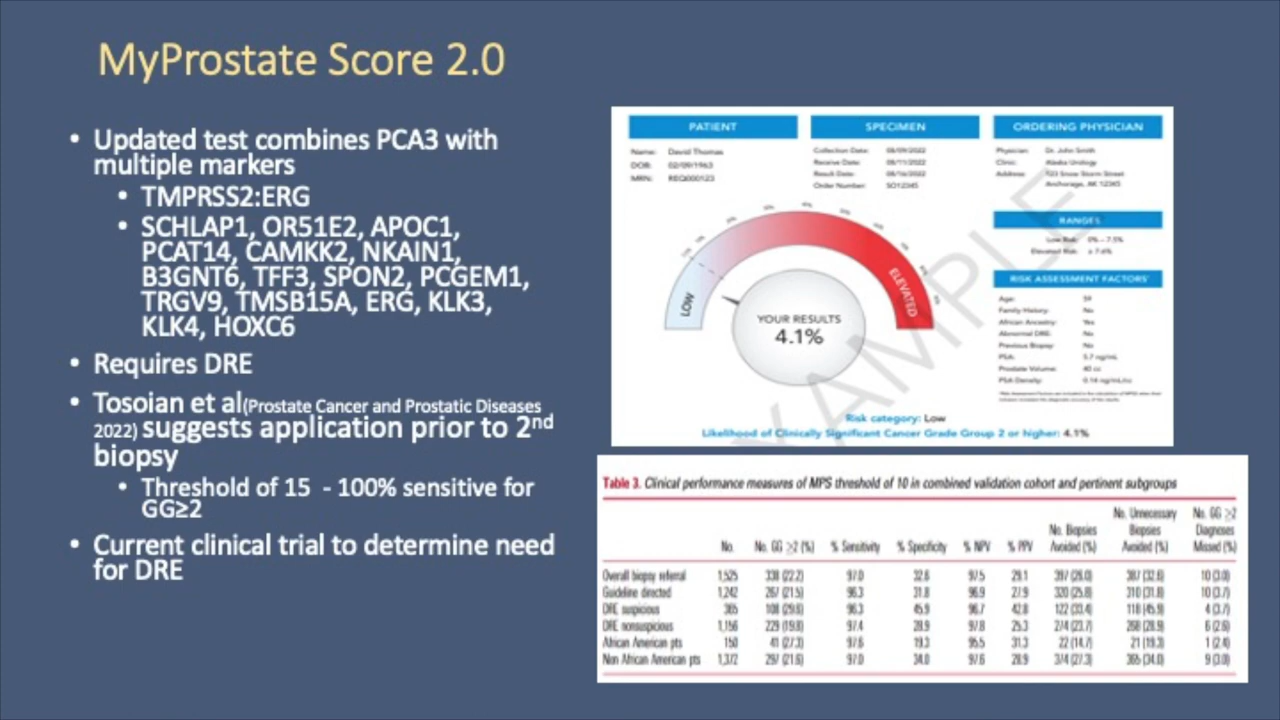 MyProstate Score 2.0
• Updated test combines PCA3 with
multiple markers
• TMPRSS2:ERG
• SCHLAP1, OR51E2, APOC1,
PCAT14, CAMKK2, NKAIN1,
B3GNT6, TFF3, SPON2, PCGEM1,
TRGV9, TMSB15A, ERG, KLK3,
KLK4, HOXC6
• Requires DRE
• Tosoian et al(Prostate Cancer and Prostatic Diseases
2022) suggests application prior to 2nd
biopsy
• Threshold of 15 - 100% sensitive for
GG≥2
• Current clinical trial to determine need
for DRE
PATIENT
Name: David Thomas
DOB: 02/09/1963
MRN: REQ000123
SPECIMEN
Collection Date: 08/09/2022
Receive Date: 08/11/2022
Result Date: 08/16/2022
Order Number: SO12345
ORDERING PHYSICIAN
Physician: Dr. John Smith
Clinic: Alaska Urology
Address: 123 Snow Storm Street
Anchorage, AK 12345
RANGES
Low Risk: 0% – 7.5%
Elevated Risk:
RISK ASSESSMENT FACTORS
Age: 59
Family History: No
African Ancestry: Yes
Abnormal DRE: No
Previous Biopsy: No
PSA: 5.7 ng/mL
Prostate Volume: 40 cc
PSA Density: 0.14 ng/mL/cc
LOW
ELEVATED
YOUR RESULTS
4.1%
Risk category: Low
Likelihood of Clinically Significant Cancer Grade Group 2 or higher: 4.1%
XAMPLE
Table 3. Clinical performance measures of MPS threshold of 10 in combined validation cohort and pertinent subgroups
No. No. GG ≥2 (%) % Sensitivity % Specificity % NPV % PPV No. Biopsies Avoided (%) No. Unnecessary Biopsies Avoided (%) No. GG ≥2 Diagnoses Missed (%)
Overall biopsy referral 1,525 338 (22.2) 97.0 32.6 97.5 29.1 397 (26.0) 387 (32.6) 10 (3.0)
Guideline directed 1,242 267 (21.5) 96.3 31.8 96.9 27.9 320 (25.8) 310 (31.8) 10 (3.7)
DRE suspicious 365 108 (29.6) 96.3 45.9 96.7 42.8 122 (33.4) 118 (45.9) 4 (3.7)
DRE nonsuspicious 1,156 229 (19.8) 97.4 28.9 97.8 25.3 274 (23.7) 268 (28.9) 6 (2.6)
African American pts 150 41 (27.3) 97.6 19.3 95.5 31.3 22 (14.7) 21 (19.3) 1 (2.4)
Non African American pts 1,372 297 (21.6) 97.0 34.0 97.6 28.9 374 (27.3) 365 (34.0) 9 (3.0)